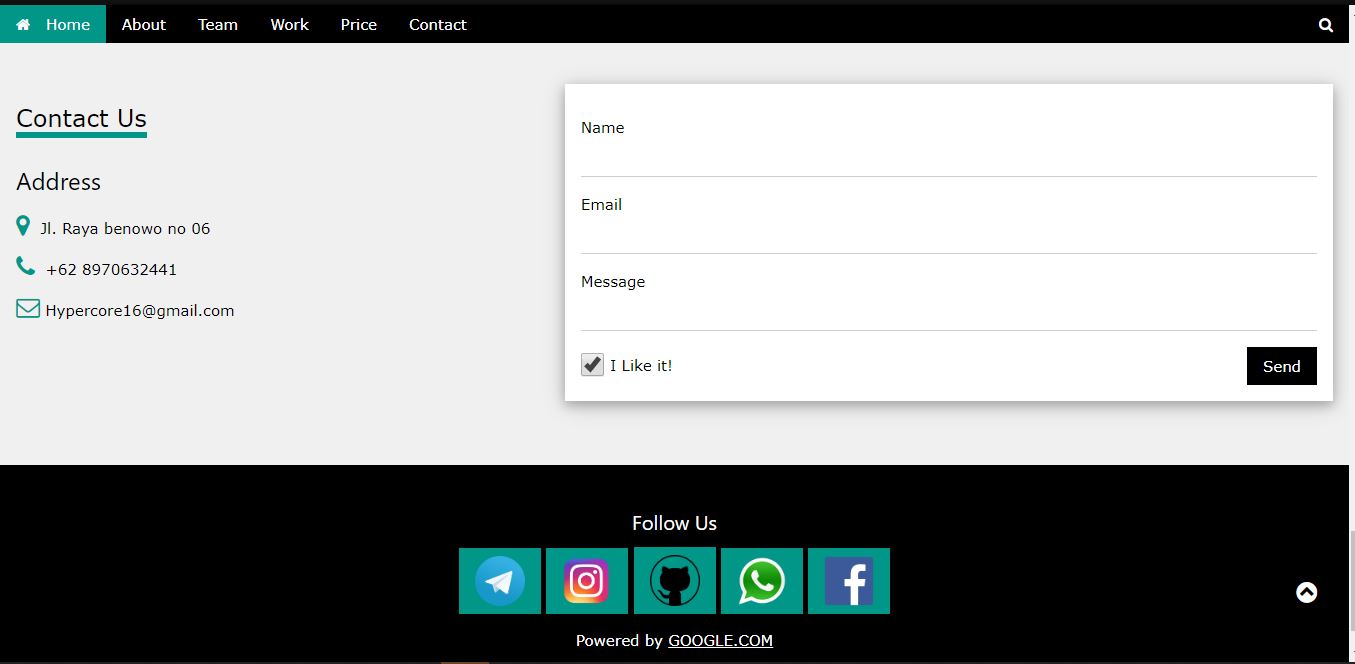 Home About Team Work Price Contact
Contact Us
Address
Jl. Raya benowo no 06
+62 8970632441
Hypercore16@gmail.com
Name
Email
Message
I Like it!
Send
Follow Us
Powered by GOOGLE.COM